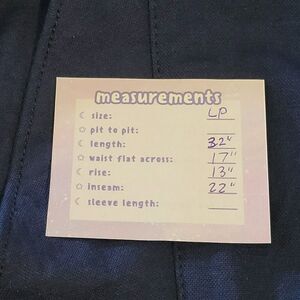 measurements
size: LP
pit to pit:
length: 32"
waist flat across: 17"
rise: 13"
inseam: 22"
sleeve length: